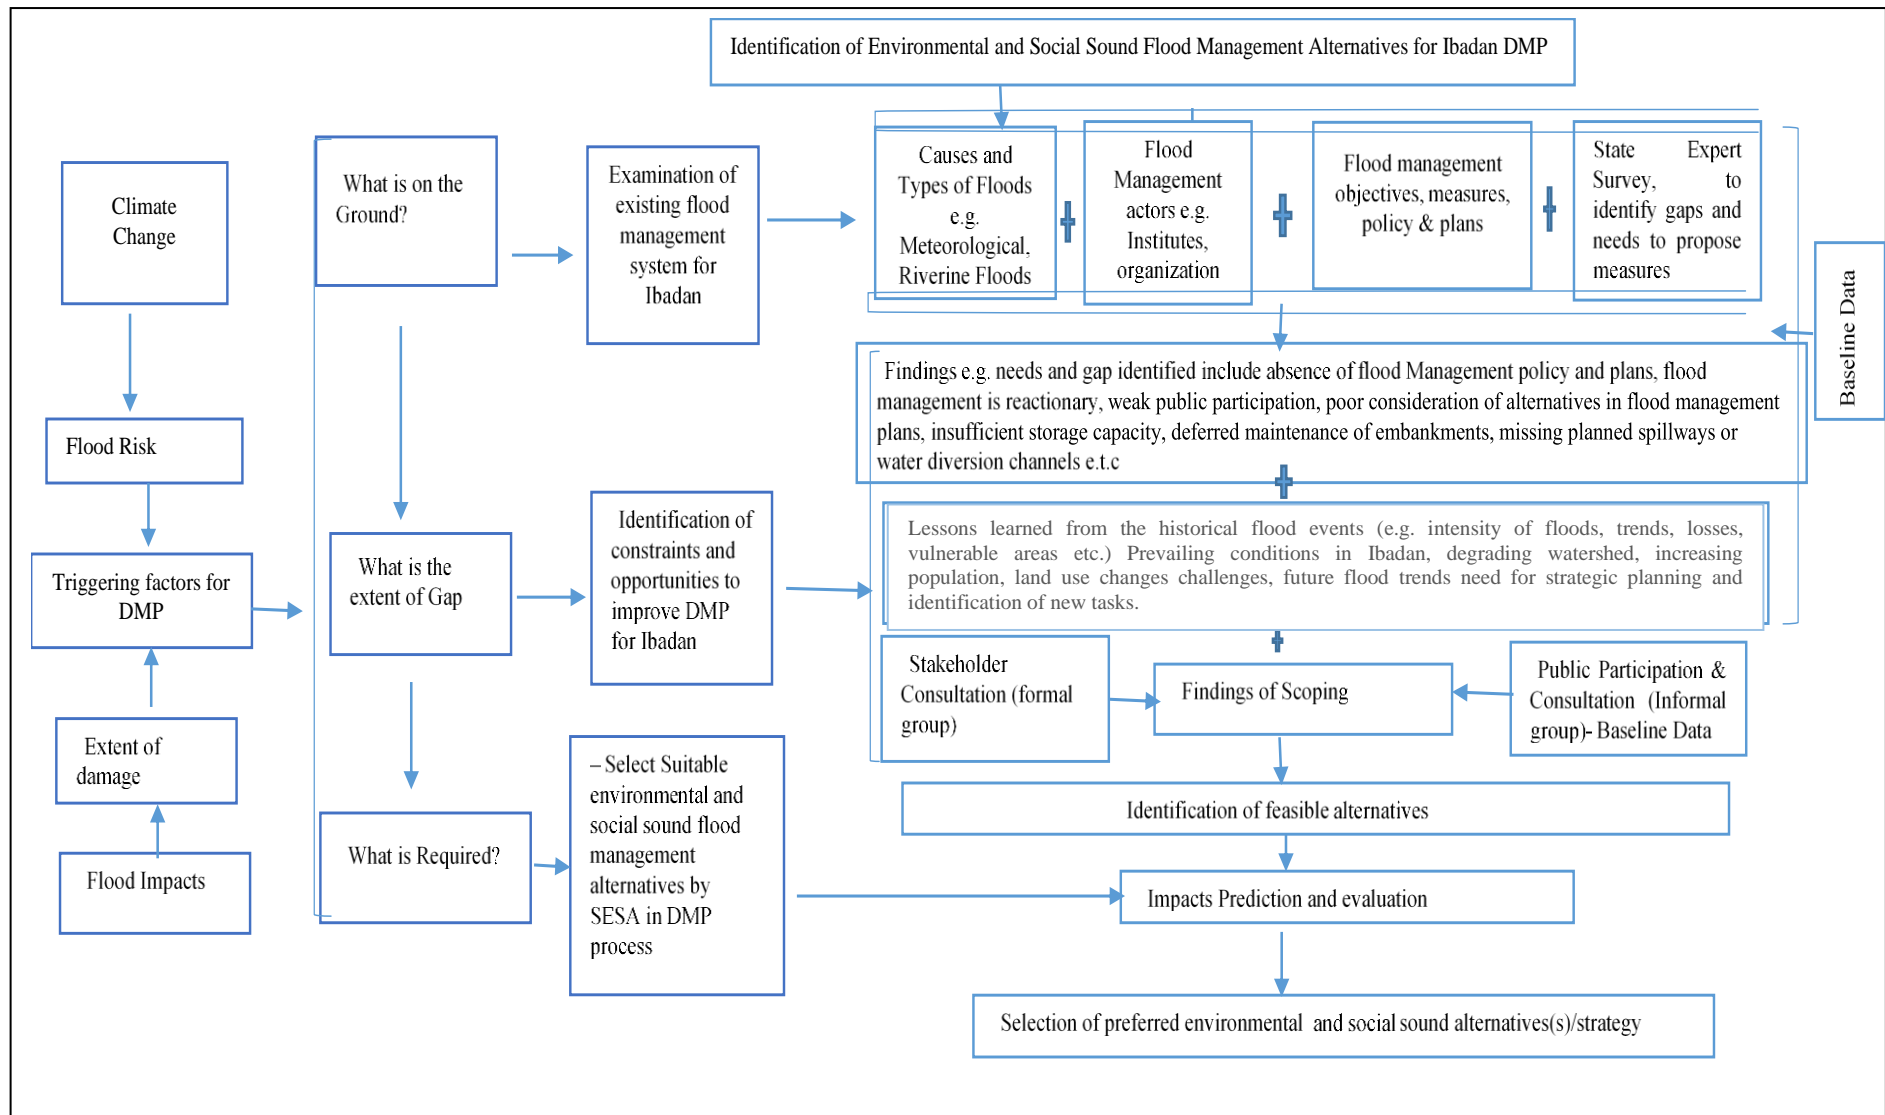 Identification of Environmental and Social Sound Flood Management Alternatives for Ibadan DMP
Climate
Change
Flood Risk
Triggering factors for
DMP
Extent of
damage
Flood Impacts
What is on the
Ground?
What is the
extent of Gap
What is Required?
Examination of
existing flood
management
system for
Ibadan
Identification of
constraints and
opportunities to
improve DMP
for Ibadan
– Select Suitable
environmental and
social sound flood
management
alternatives by
SESA in DMP
process
Causes and
Types of Floods
e.g.
Meteorological,
Riverine Floods
Flood
Management
actors e.g.
Institutes,
organization
Flood management
objectives, measures,
policy & plans
State Expert
Survey, to
identify gaps and
needs to propose
measures
Baseline Data
Findings e.g. needs and gap identified include absence of flood Management policy and plans, flood
management is reactionary, weak public participation, poor consideration of alternatives in flood management
plans, insufficient storage capacity, deferred maintenance of embankments, missing planned spillways or
water diversion channels e.t.c
Lessons learned from the historical flood events (e.g. intensity of floods, trends, losses,
vulnerable areas etc.) Prevailing conditions in Ibadan, degrading watershed, increasing
population, land use changes challenges, future flood trends need for strategic planning and
identification of new tasks.
Stakeholder
Consultation (formal
group)
Findings of Scoping
Public Participation &
Consultation (Informal
group)- Baseline Data
Identification of feasible alternatives
Impacts Prediction and evaluation
Selection of preferred environmental and social sound alternatives(s)/strategy